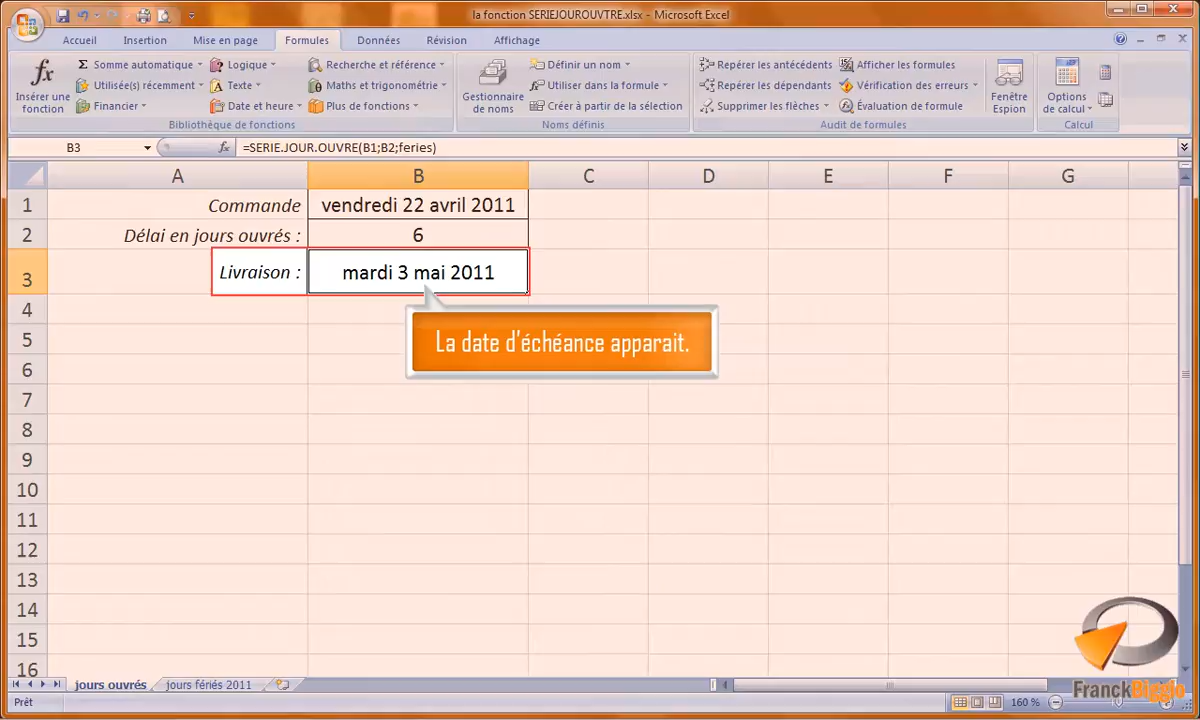 la fonction SERIEJOUROUVTRE.xlsx - Microsoft Excel
Accueil Insertion Mise en page Formules Données Révision Affichage
fx Σ Somme automatique Logique Recherche et référence Définir un nom Repérer les antécédents Afficher les formules
Insérer une fonction Utilisée(s) récemment Texte Maths et trigonométrie Gestionnaire de noms Utiliser dans la formule Repérer les dépendants Vérification des erreurs Fenêtre Espion Options de calcul
Financier Date et heure Plus de fonctions Créer à partir de la sélection Supprimer les flèches Évaluation de formule
Bibliothèque de fonctions Noms définis Audit de formules Calcul
B3 fx =SERIE.JOUR.OUVRE(B1;B2;feries)
A B C D E F G
1 Commande vendredi 22 avril 2011
2 Délai en jours ouvrés : 6
3 Livraison : mardi 3 mai 2011
4
La date d'échéance apparait.
5
6
7
8
9
10
11
12
13
14
15
16
FranckBigglo
jours ouvrés jours fériés 2011
Prêt 160 %